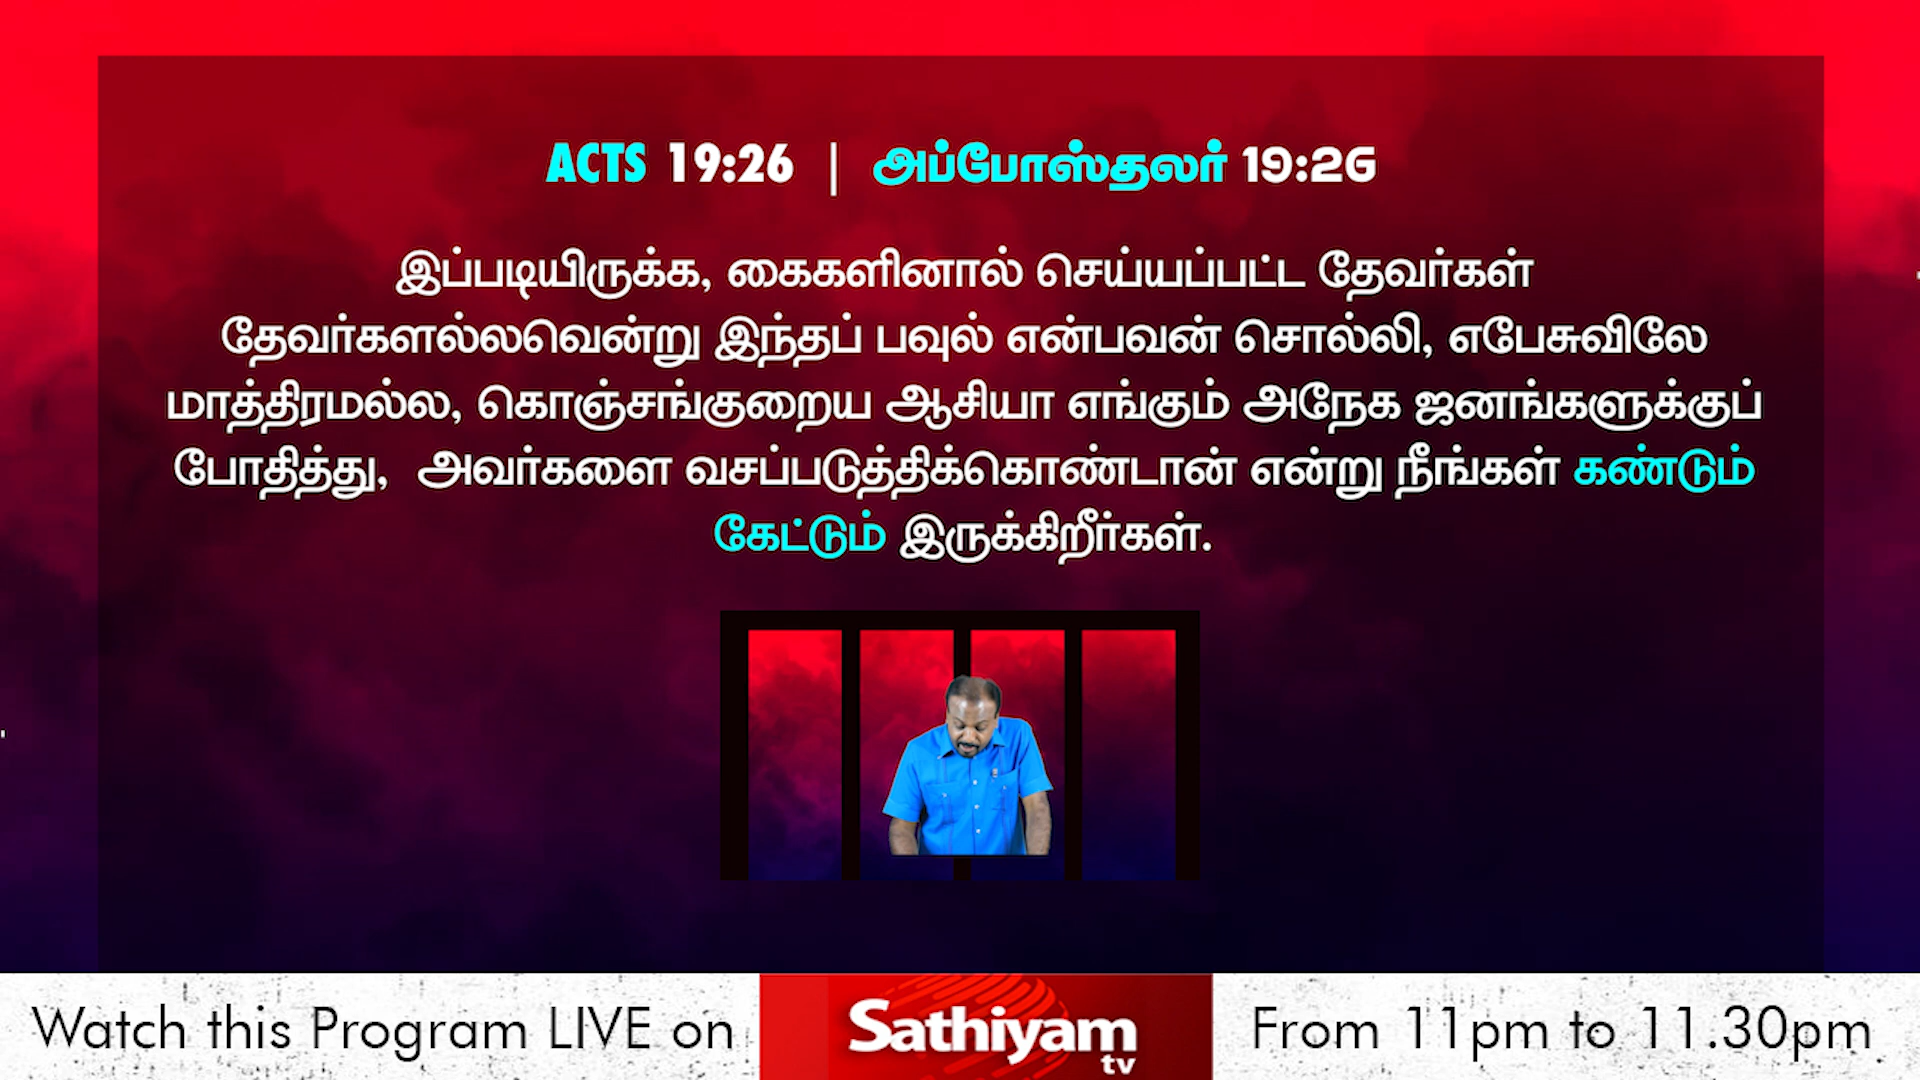 ACTS 19:26 | அப்போஸ்தலர் 19:26
இப்படியிருக்க, கைகளினால் செய்யப்பட்ட தேவர்கள்
தேவர்களல்லவென்று இந்தப் பவுல் என்பவன் சொல்லி, எபேசுவிலே
மாத்திரமல்ல, கொஞ்சங்குறைய ஆசியா எங்கும் அநேக ஜனங்களுக்குப்
போதித்து, அவர்களை வசப்படுத்திக்கொண்டான் என்று நீங்கள் கண்டும்
கேட்டும் இருக்கிறீர்கள்.
Watch this Program LIVE on
Sathiyam
tv
From 11pm to 11.30pm